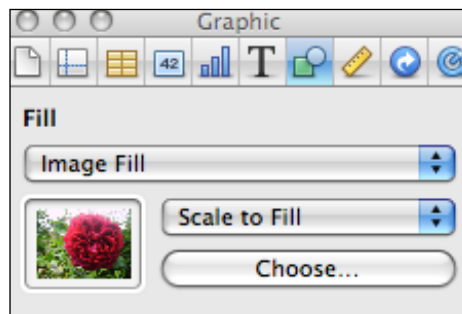 Graphic
42
T
Fill
Image Fill
Scale to Fill
Choose...